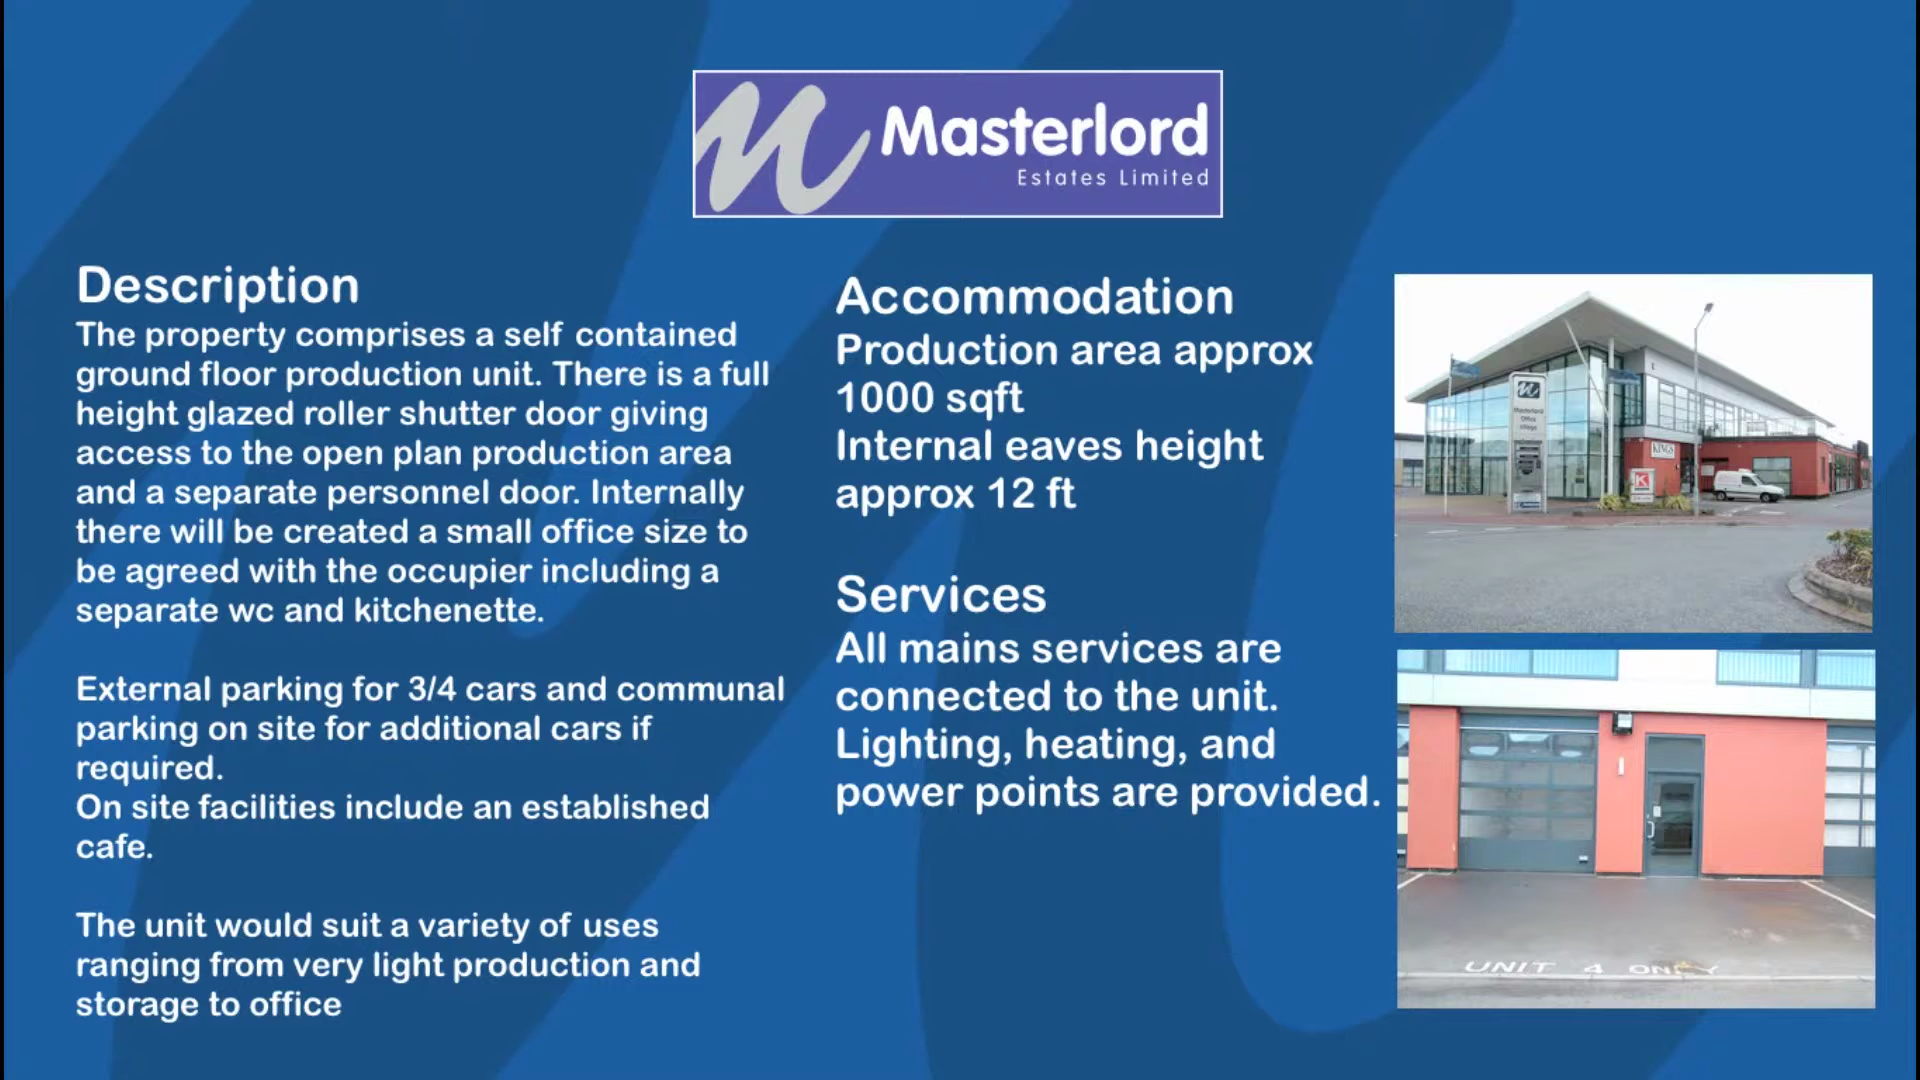 Masterlord
Estates Limited
Description
The property comprises a self contained
ground floor production unit. There is a full
height glazed roller shutter door giving
access to the open plan production area
and a separate personnel door. Internally
there will be created a small office size to
be agreed with the occupier including a
separate wc and kitchenette.
External parking for 3/4 cars and communal
parking on site for additional cars if
required.
On site facilities include an established
cafe.
The unit would suit a variety of uses
ranging from very light production and
storage to office
Accommodation
Production area approx
1000 sqft
Internal eaves height
approx 12 ft
Services
All mains services are
connected to the unit.
Lighting, heating, and
power points are provided.
Masterlord
Office
Village
KINGS
K
UNIT 4 ONLY